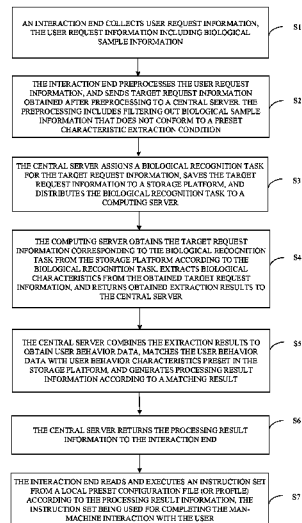 AN INTERACTION END COLLECTS USER REQUEST INFORMATION,
THE USER REQUEST INFORMATION INCLUDING BIOLOGICAL
SAMPLE INFORMATION
S1
THE INTERACTION END PREPROCESSES THE USER REQUEST
INFORMATION, AND SENDS TARGET REQUEST INFORMATION
OBTAINED AFTER PREPROCESSING TO A CENTRAL SERVER. THE
PREPROCESSING INCLUDES FILTERING OUT BIOLOGICAL SAMPLE
INFORMATION THAT DOES NOT CONFORM TO A PRESET
CHARACTERISTIC EXTRACTION CONDITION
S2
THE CENTRAL SERVER ASSIGNS A BIOLOGICAL RECOGNITION TASK
FOR THE TARGET REQUEST INFORMATION, SAVES THE TARGET
REQUEST INFORMATION TO A STORAGE PLATFORM, AND
DISTRIBUTES THE BIOLOGICAL RECOGNITION TASK TO A
COMPUTING SERVER
S3
THE COMPUTING SERVER OBTAINS THE TARGET REQUEST
INFORMATION CORRESPONDING TO THE BIOLOGICAL RECOGNITION
TASK FROM THE STORAGE PLATFORM ACCORDING TO THE
BIOLOGICAL RECOGNITION TASK, EXTRACTS BIOLOGICAL
CHARACTERISTICS FROM THE OBTAINED TARGET REQUEST
INFORMATION, AND RETURNS OBTAINED EXTRACTION RESULTS TO
THE CENTRAL SERVER
S4
THE CENTRAL SERVER COMBINES THE EXTRACTION RESULTS TO
OBTAIN USER BEHAVIOR DATA, MATCHES THE USER BEHAVIOR
DATA WITH USER BEHAVIOR CHARACTERISTICS PRESET IN THE
STORAGE PLATFORM, AND GENERATES PROCESSING RESULT
INFORMATION ACCORDING TO A MATCHING RESULT
S5
THE CENTRAL SERVER RETURNS THE PROCESSING RESULT
INFORMATION TO THE INTERACTION END
S6
THE INTERACTION END READS AND EXECUTES AN INSTRUCTION SET
FROM A LOCAL PRESET CONFIGURATION FILE (OR PROFILE)
ACCORDING TO THE PROCESSING RESULT INFORMATION, THE
INSTRUCTION SET BEING USED FOR COMPLETING THE MAN-
MACHINE INTERACTION WITH THE USER
S7